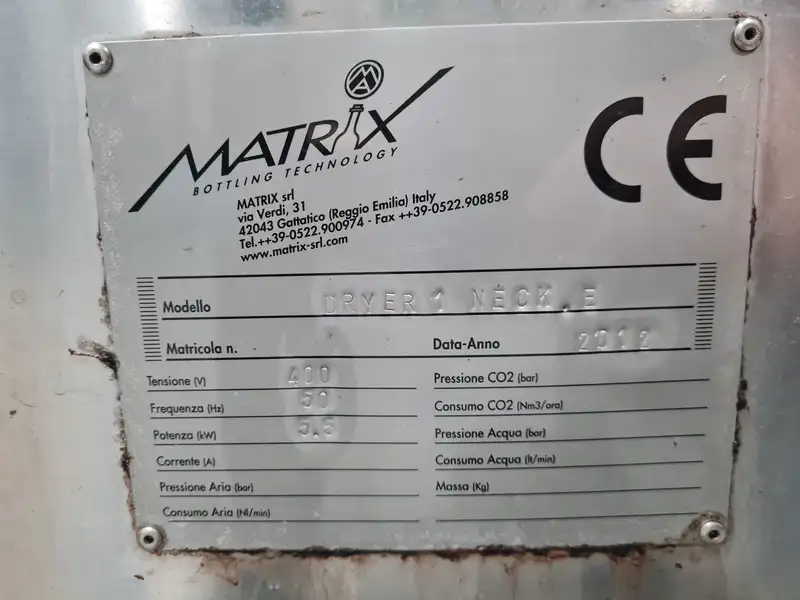 MA
MATRIX
BOTTLING TECHNOLOGY
CE
MATRIX srl
via Verdi, 31
42043 Gattatico (Reggio Emilia) Italy
Tel.++39-0522.900974 - Fax ++39-0522.908858
www.matrix-srl.com
Modello DRYER 1 NECK.E
Matricola n. Data-Anno 2012
Tensione (V) 400 Pressione CO2 (bar)
Frequenza (Hz) 50 Consumo CO2 (Nm3/ora)
Potenza (kW) 5.5 Pressione Acqua (bar)
Corrente (A) Consumo Acqua (lt/min)
Pressione Aria (bar) Massa (Kg)
Consumo Aria (Nl/min)